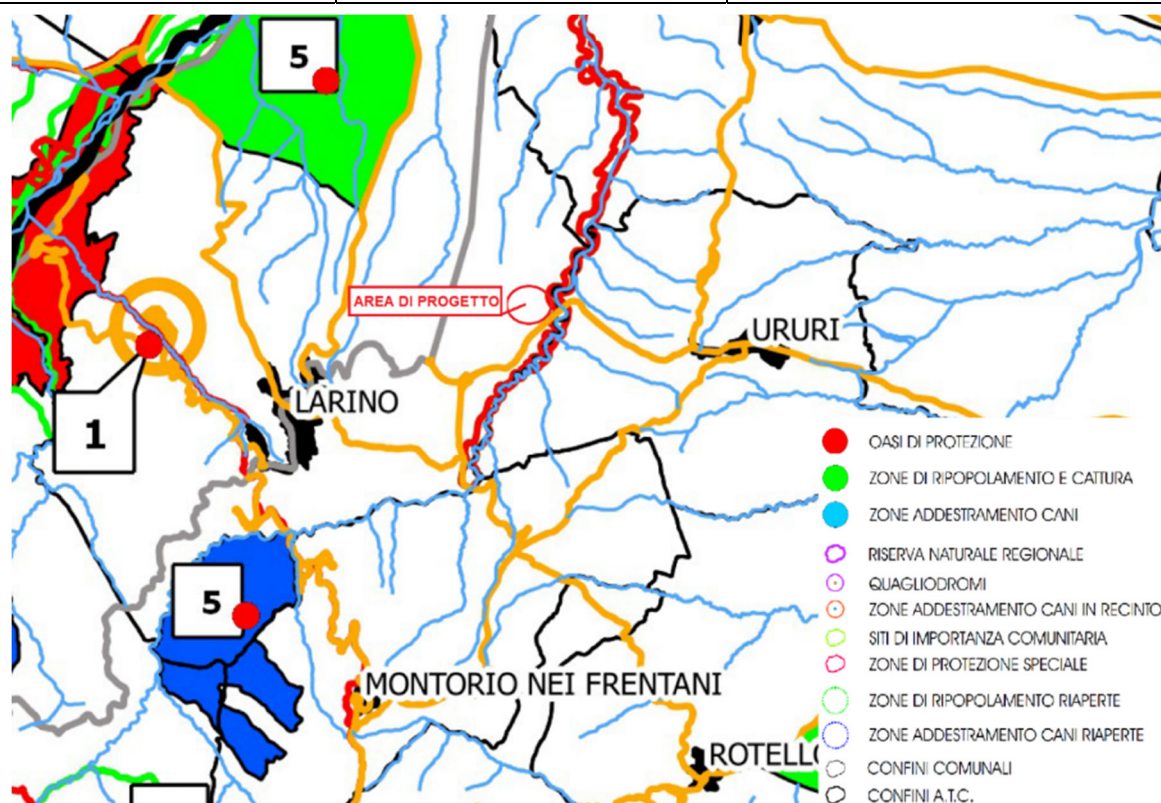 5
AREA DI PROGETTO
URURI
LARINO
1
5
MONTORIO NEI FRENTANI
ROTELLO
OASI DI PROTEZIONE
ZONE DI RIPOPOLAMENTO E CATTURA
ZONE ADDESTRAMENTO CANI
RISERVA NATURALE REGIONALE
QUAGLIODROMI
ZONE ADDESTRAMENTO CANI IN RECINTO
SITI DI IMPORTANZA COMUNITARIA
ZONE DI PROTEZIONE SPECIALE
ZONE DI RIPOPOLAMENTO RIAPERTE
ZONE ADDESTRAMENTO CANI RIAPERTE
CONFINI COMUNALI
CONFINI A.T.C.